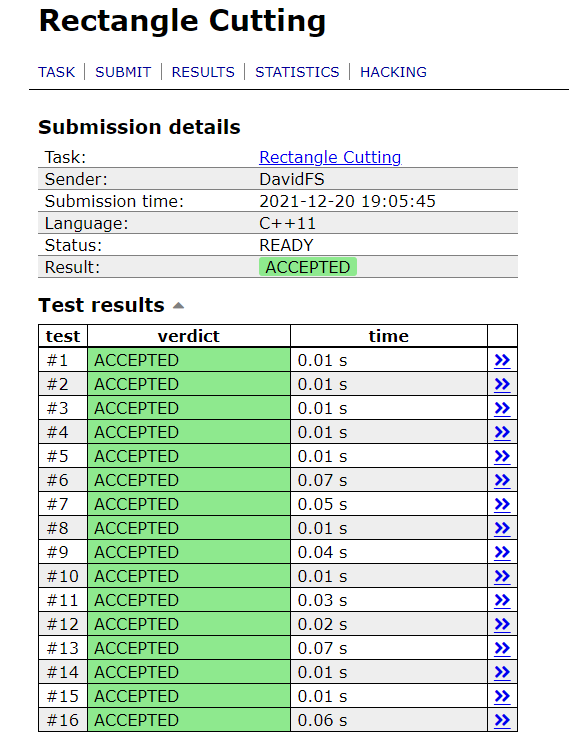 Rectangle Cutting
TASK | SUBMIT | RESULTS | STATISTICS | HACKING
Submission details
Task: Rectangle Cutting
Sender: DavidFS
Submission time: 2021-12-20 19:05:45
Language: C++11
Status: READY
Result: ACCEPTED
Test results
test verdict time
#1 ACCEPTED 0.01 s »
#2 ACCEPTED 0.01 s »
#3 ACCEPTED 0.01 s »
#4 ACCEPTED 0.01 s »
#5 ACCEPTED 0.01 s »
#6 ACCEPTED 0.07 s »
#7 ACCEPTED 0.05 s »
#8 ACCEPTED 0.01 s »
#9 ACCEPTED 0.04 s »
#10 ACCEPTED 0.01 s »
#11 ACCEPTED 0.03 s »
#12 ACCEPTED 0.02 s »
#13 ACCEPTED 0.07 s »
#14 ACCEPTED 0.01 s »
#15 ACCEPTED 0.01 s »
#16 ACCEPTED 0.06 s »